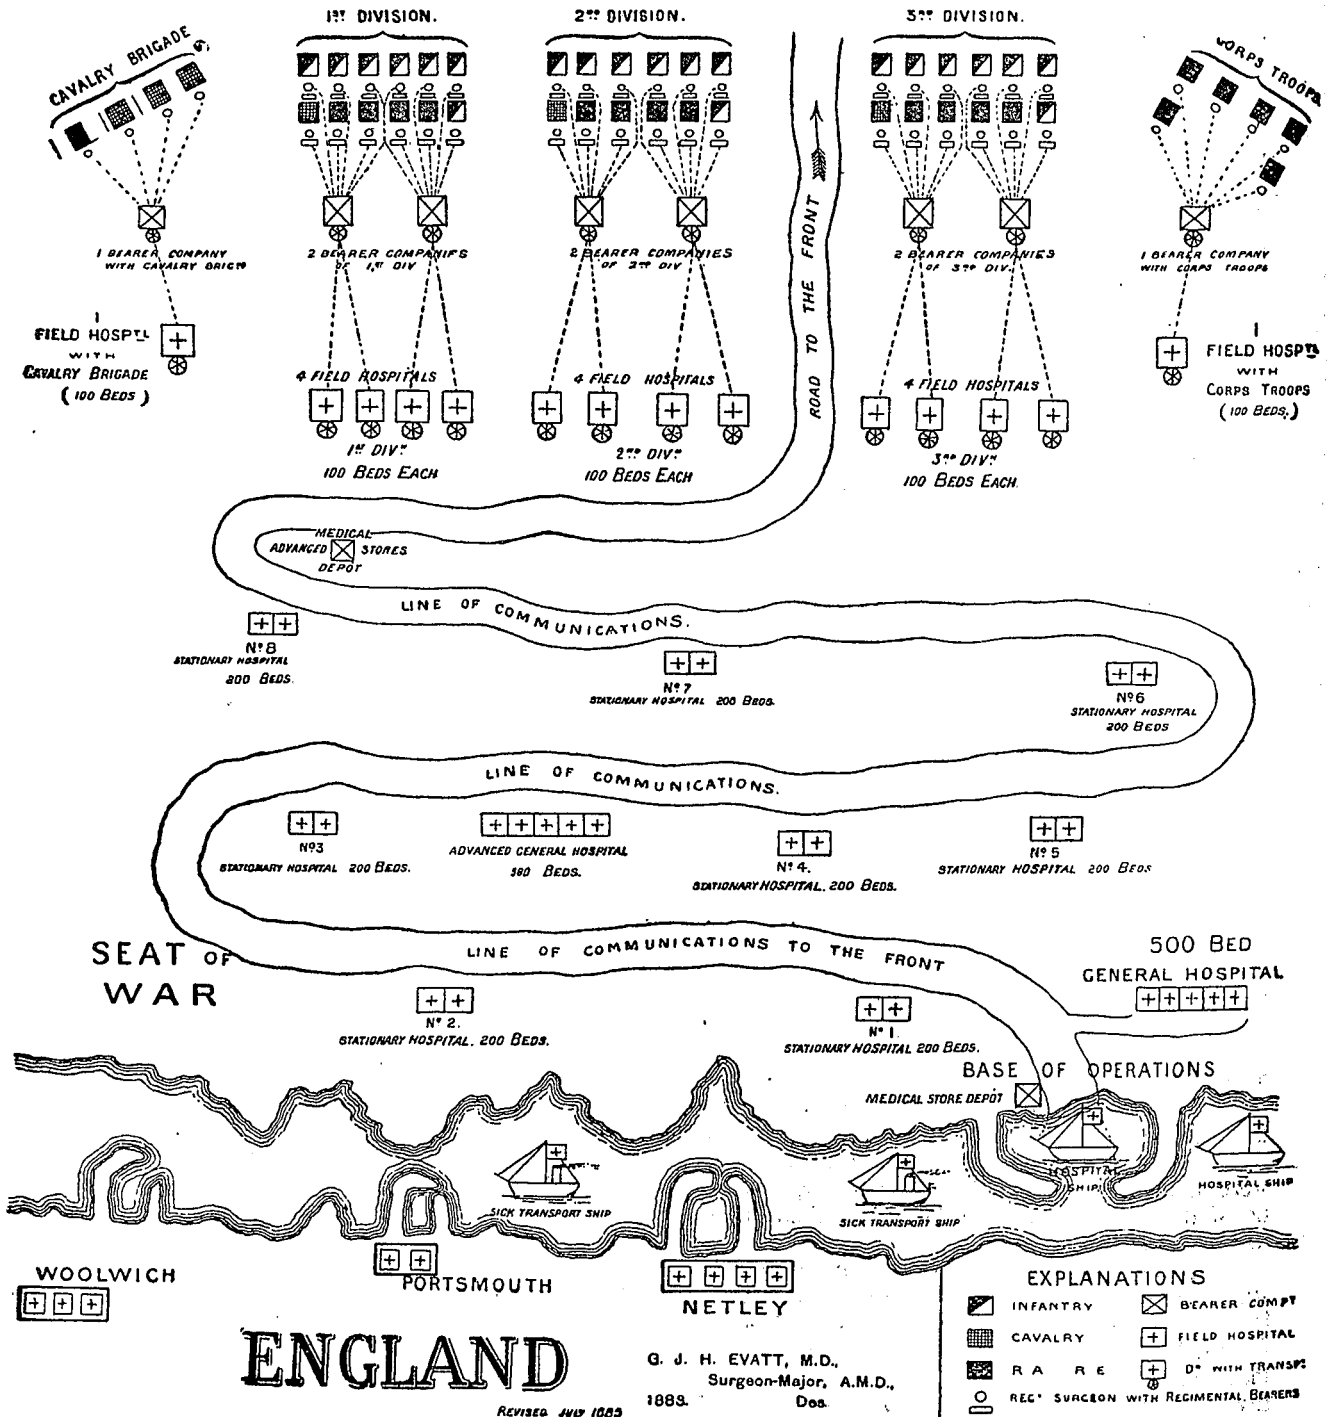 CAVALRY BRIGADE
1ST DIVISION.
2ND DIVISION.
3RD DIVISION.
CORPS TROOPS.
1 BEARER COMPANY
WITH CAVALRY
2 BEARER COMPANIES
OF 1ST DIV
2 BEARER COMPANIES
OF 2ND DIV
2 BEARER COMPANIES
OF 3RD DIV.
1 BEARER COMPANY
WITH CORPS TROOPS
ROAD TO THE FRONT
1
FIELD HOSPTL
WITH
CAVALRY BRIGADE
(100 BEDS)
4 FIELD HOSPITALS
1ST DIVN
100 BEDS EACH
4 FIELD HOSPITALS
2ND DIVN
100 BEDS EACH
4 FIELD HOSPITALS
3RD DIVN
100 BEDS EACH.
1
FIELD HOSPTL
WITH
CORPS TROOPS
(100 BEDS.)
MEDICAL
ADVANCED STORES
DEPOT
LINE OF COMMUNICATIONS.
No 8
STATIONARY HOSPITAL
200 BEDS.
No 7
STATIONARY HOSPITAL 200 BEDS.
No 6
STATIONARY HOSPITAL
200 BEDS
LINE OF COMMUNICATIONS.
No 3
STATIONARY HOSPITAL 200 BEDS.
ADVANCED GENERAL HOSPITAL
BEDS.
No 4.
STATIONARY HOSPITAL. 200 BEDS.
No 5
STATIONARY HOSPITAL 200 BEDS
SEAT OF
WAR
LINE OF COMMUNICATIONS TO THE FRONT
500 BED
GENERAL HOSPITAL
No 2.
STATIONARY HOSPITAL. 200 BEDS.
No 1.
STATIONARY HOSPITAL 200 BEDS.
BASE OF OPERATIONS
MEDICAL STORE DEPÔT
HOSPITAL
SHIP
HOSPITAL SHIP
SICK TRANSPORT SHIP
SICK TRANSPORT SHIP
WOOLWICH
PORTSMOUTH
NETLEY
ENGLAND
REVISED JULY 1885
G. J. H. EVATT, M.D.,
Surgeon-Major, A.M.D.,
1883. Des.
EXPLANATIONS
INFANTRY
BEARER COMPY
CAVALRY
FIELD HOSPITAL
R A R E
Do WITH TRANSPT
REGL SURGEON WITH REGIMENTAL BEARERS